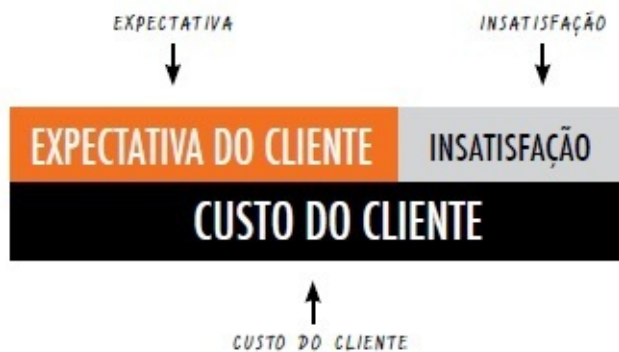 EXPECTATIVA
INSATISFAÇÃO
EXPECTATIVA DO CLIENTE
INSATISFAÇÃO
CUSTO DO CLIENTE
CUSTO DO CLIENTE